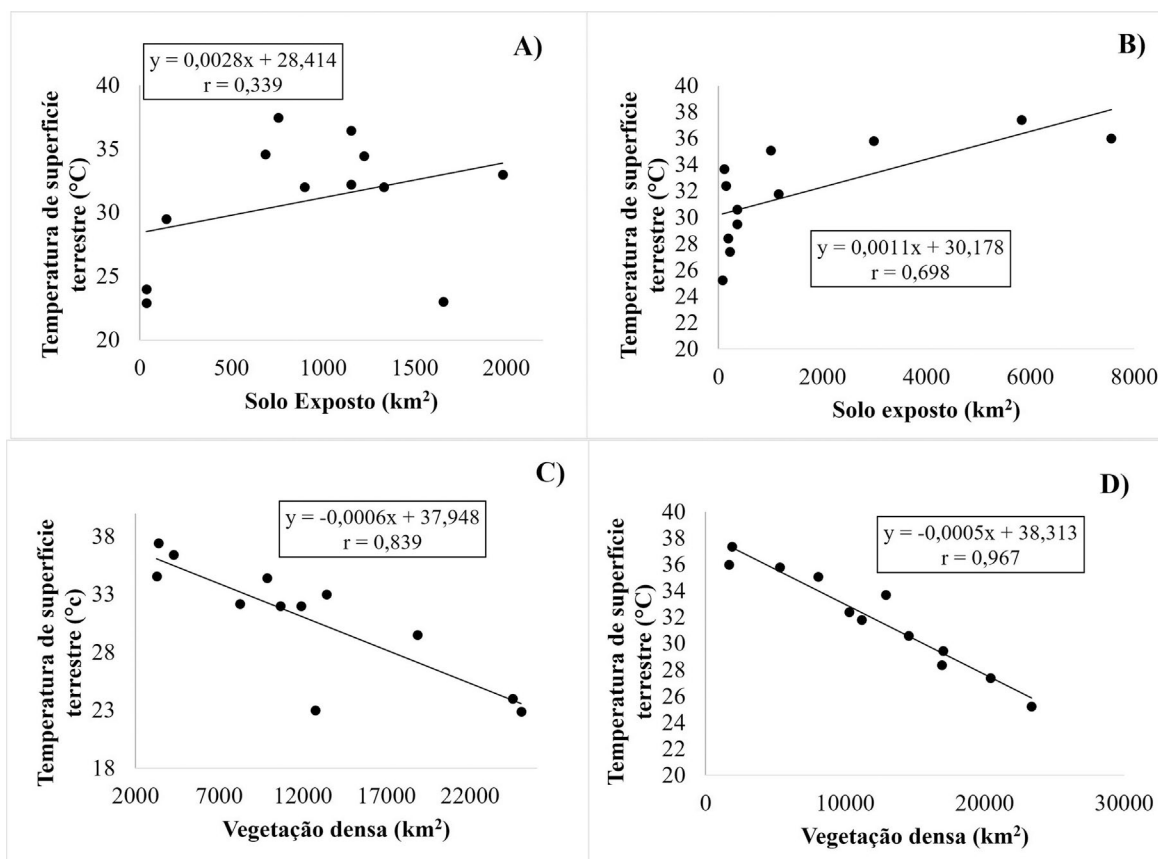 A)
y = 0,0028x + 28,414
r = 0,339
Temperatura de superfície
terrestre (°C)
40
35
30
25
20
0 500 1000 1500 2000
Solo Exposto (km²)
B)
40
38
36
34
32
30
28
26
24
22
20
Temperatura de superfície
terrestre (°C)
y = 0,0011x + 30,178
r = 0,698
0 2000 4000 6000 8000
Solo exposto (km²)
C)
y = -0,0006x + 37,948
r = 0,839
Temperatura de superfície
terrestre (°c)
38
33
28
23
18
2000 7000 12000 17000 22000
Vegetação densa (km²)
D)
y = -0,0005x + 38,313
r = 0,967
Temperatura de superfície
terrestre (°C)
40
38
36
34
32
30
28
26
24
22
20
0 10000 20000 30000
Vegetação densa (km²)